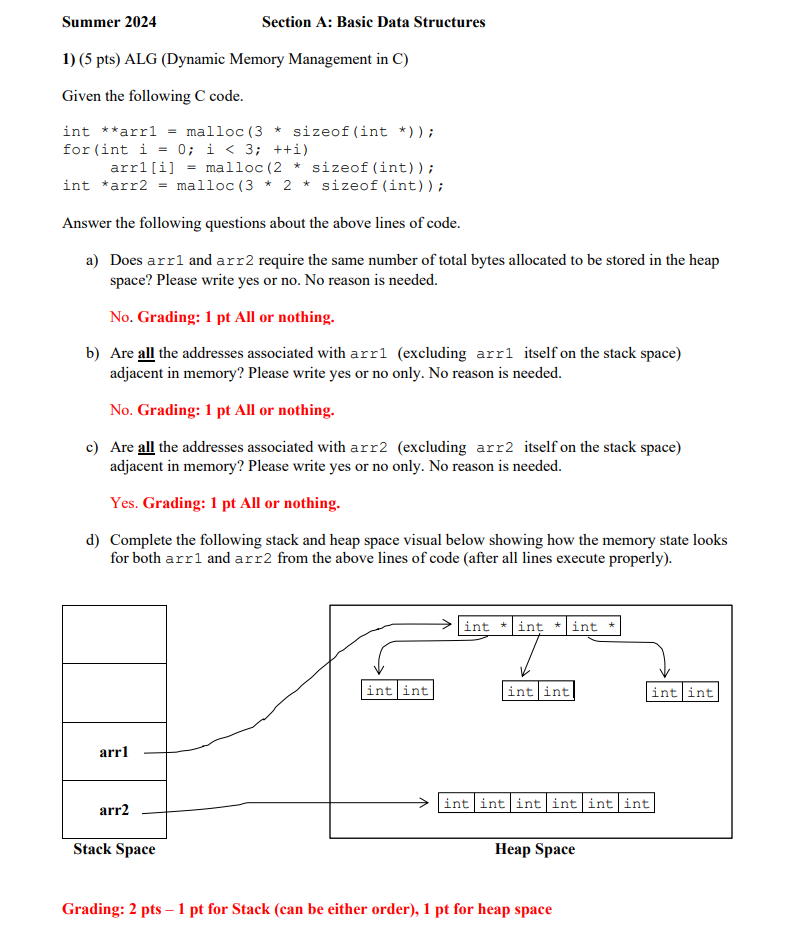 Summer 2024 Section A: Basic Data Structures
1) (5 pts) ALG (Dynamic Memory Management in C)
Given the following C code.
int **arr1 = malloc(3 * sizeof(int *));
for(int i = 0; i < 3; ++i)
arr1[i] = malloc(2 * sizeof(int));
int *arr2 = malloc(3 * 2 * sizeof(int));
Answer the following questions about the above lines of code.
a) Does arr1 and arr2 require the same number of total bytes allocated to be stored in the heap
space? Please write yes or no. No reason is needed.
No. Grading: 1 pt All or nothing.
b) Are all the addresses associated with arr1 (excluding arr1 itself on the stack space)
adjacent in memory? Please write yes or no only. No reason is needed.
No. Grading: 1 pt All or nothing.
c) Are all the addresses associated with arr2 (excluding arr2 itself on the stack space)
adjacent in memory? Please write yes or no only. No reason is needed.
Yes. Grading: 1 pt All or nothing.
d) Complete the following stack and heap space visual below showing how the memory state looks
for both arr1 and arr2 from the above lines of code (after all lines execute properly).
int * int * int *
int int int int int int
arr1
int int int int int int
arr2
Stack Space Heap Space
Grading: 2 pts – 1 pt for Stack (can be either order), 1 pt for heap space